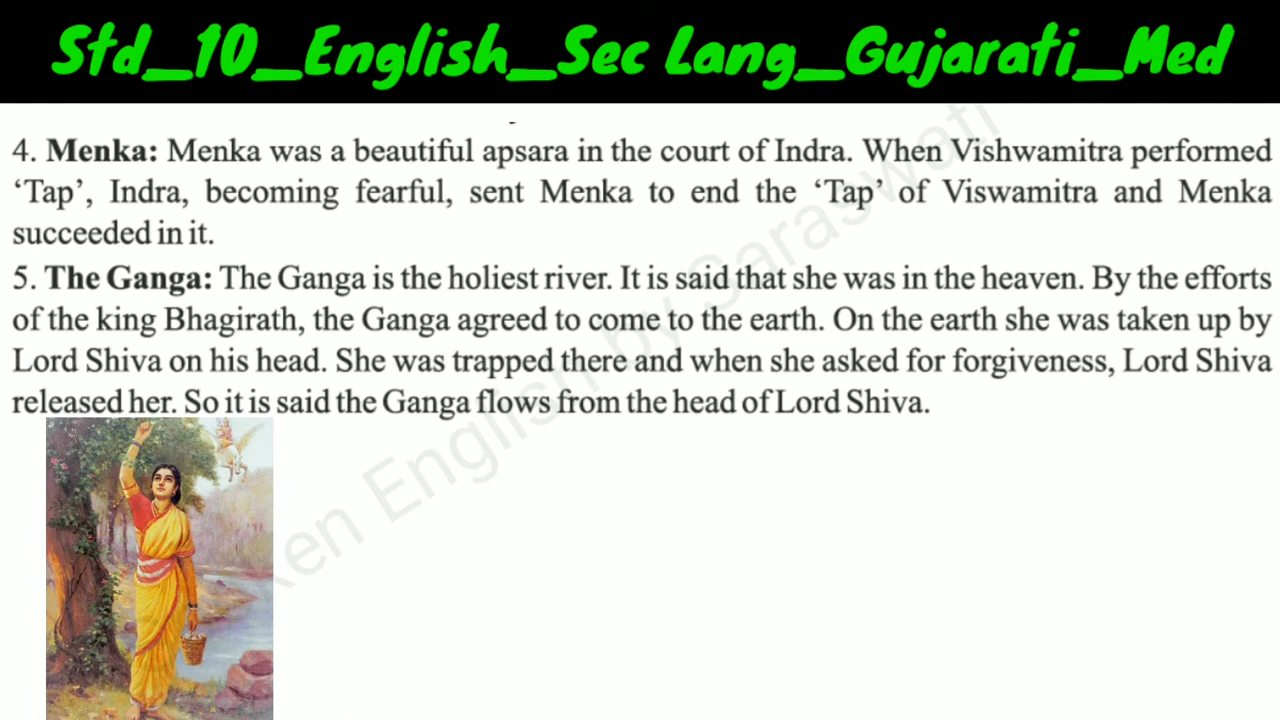 Std_10_English_Sec Lang_Gujarati_Med
4. Menka: Menka was a beautiful apsara in the court of Indra. When Vishwamitra performed
‘Tap’, Indra, becoming fearful, sent Menka to end the ‘Tap’ of Viswamitra and Menka
succeeded in it.
5. The Ganga: The Ganga is the holiest river. It is said that she was in the heaven. By the efforts
of the king Bhagirath, the Ganga agreed to come to the earth. On the earth she was taken up by
Lord Shiva on his head. She was trapped there and when she asked for forgiveness, Lord Shiva
released her. So it is said the Ganga flows from the head of Lord Shiva.
English by Saraswati